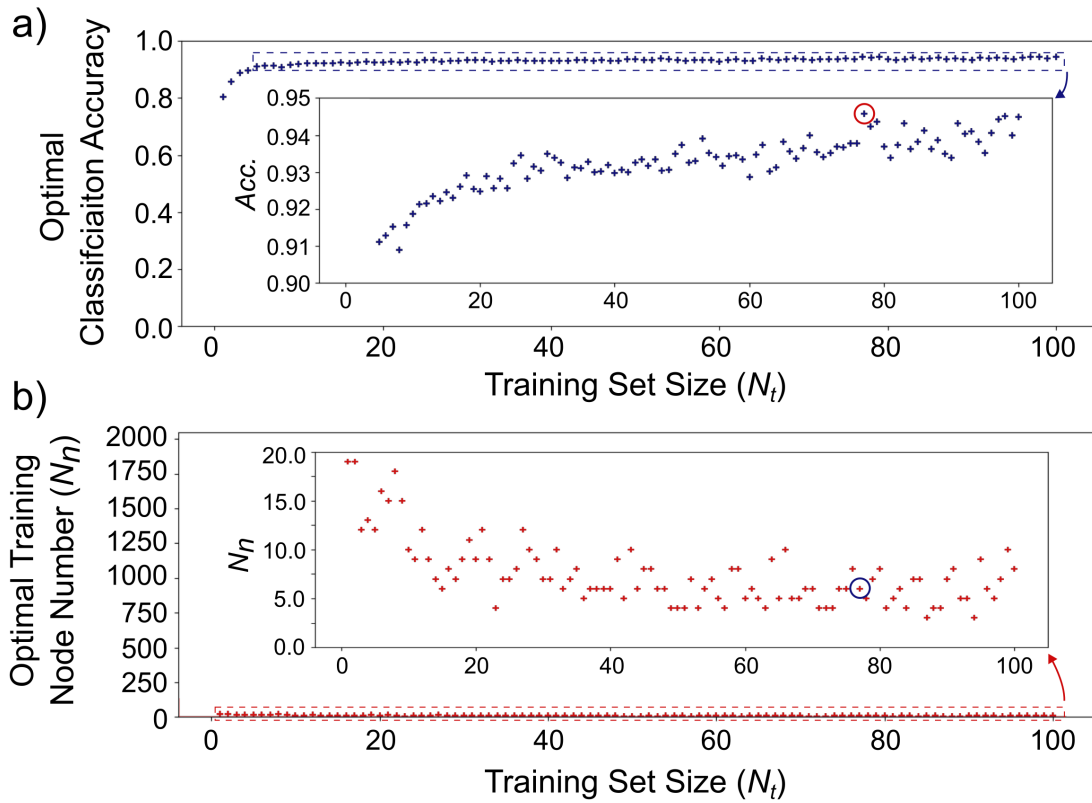 a)
Optimal
Classifciaiton Accuracy
1.0
0.8
0.6
0.4
0.2
0.0
Acc.
0.95
0.94
0.93
0.92
0.91
0.90
0 20 40 60 80 100
0 20 40 60 80 100
Training Set Size (Nt)
b)
Optimal Training
Node Number (Nn)
2000
1750
1500
1250
1000
750
500
250
0
Nn
20.0
15.0
10.0
5.0
0.0
0 20 40 60 80 100
0 20 40 60 80 100
Training Set Size (Nt)